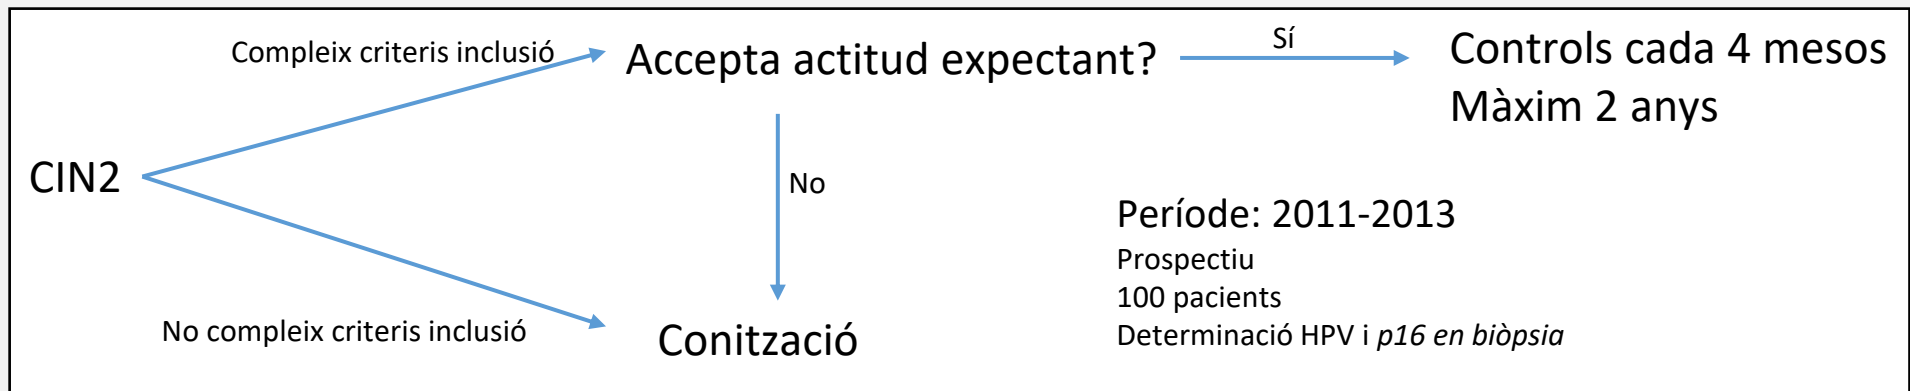 Compleix criteris inclusió
Accepta actitud expectant?
Sí
Controls cada 4 mesos
Màxim 2 anys
CIN2
No
Període: 2011-2013
Prospectiu
100 pacients
Determinació HPV i p16 en biòpsia
No compleix criteris inclusió
Conització